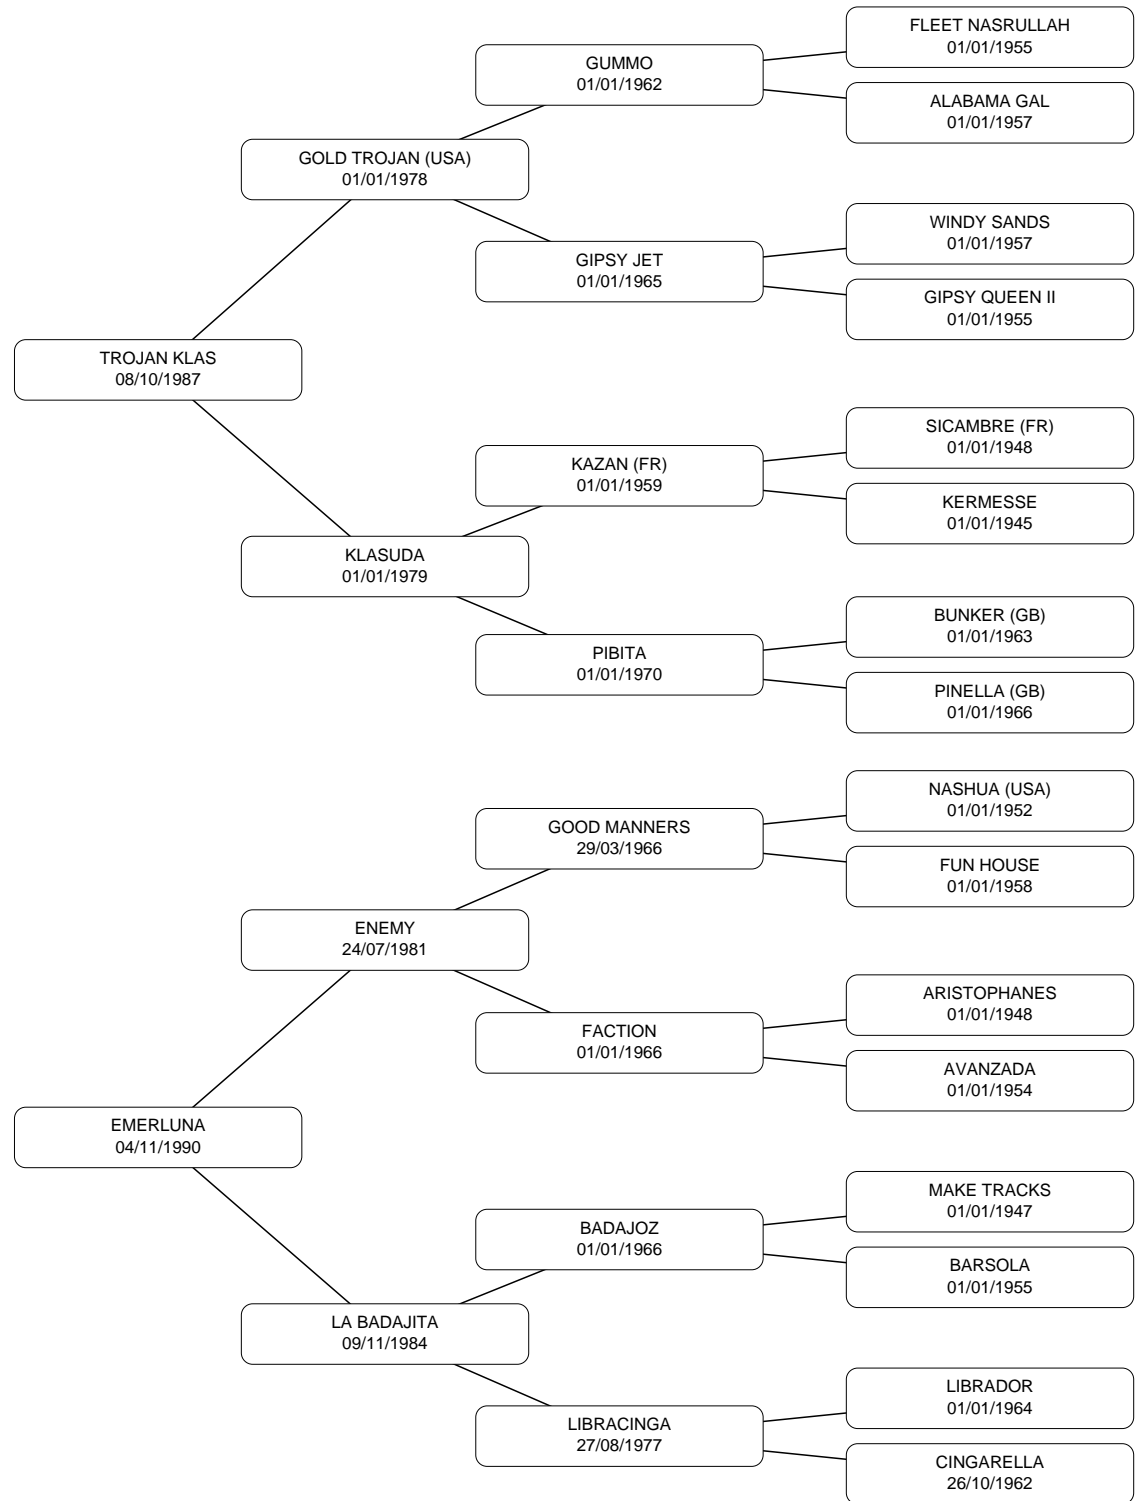 FLEET NASRULLAH
01/01/1955
GUMMO
01/01/1962
ALABAMA GAL
01/01/1957
GOLD TROJAN (USA)
01/01/1978
WINDY SANDS
01/01/1957
GIPSY JET
01/01/1965
GIPSY QUEEN II
01/01/1955
TROJAN KLAS
08/10/1987
SICAMBRE (FR)
01/01/1948
KAZAN (FR)
01/01/1959
KERMESSE
01/01/1945
KLASUDA
01/01/1979
BUNKER (GB)
01/01/1963
PIBITA
01/01/1970
PINELLA (GB)
01/01/1966
NASHUA (USA)
01/01/1952
GOOD MANNERS
29/03/1966
FUN HOUSE
01/01/1958
ENEMY
24/07/1981
ARISTOPHANES
01/01/1948
FACTION
01/01/1966
AVANZADA
01/01/1954
EMERLUNA
04/11/1990
MAKE TRACKS
01/01/1947
BADAJOZ
01/01/1966
BARSOLA
01/01/1955
LA BADAJITA
09/11/1984
LIBRADOR
01/01/1964
LIBRACINGA
27/08/1977
CINGARELLA
26/10/1962